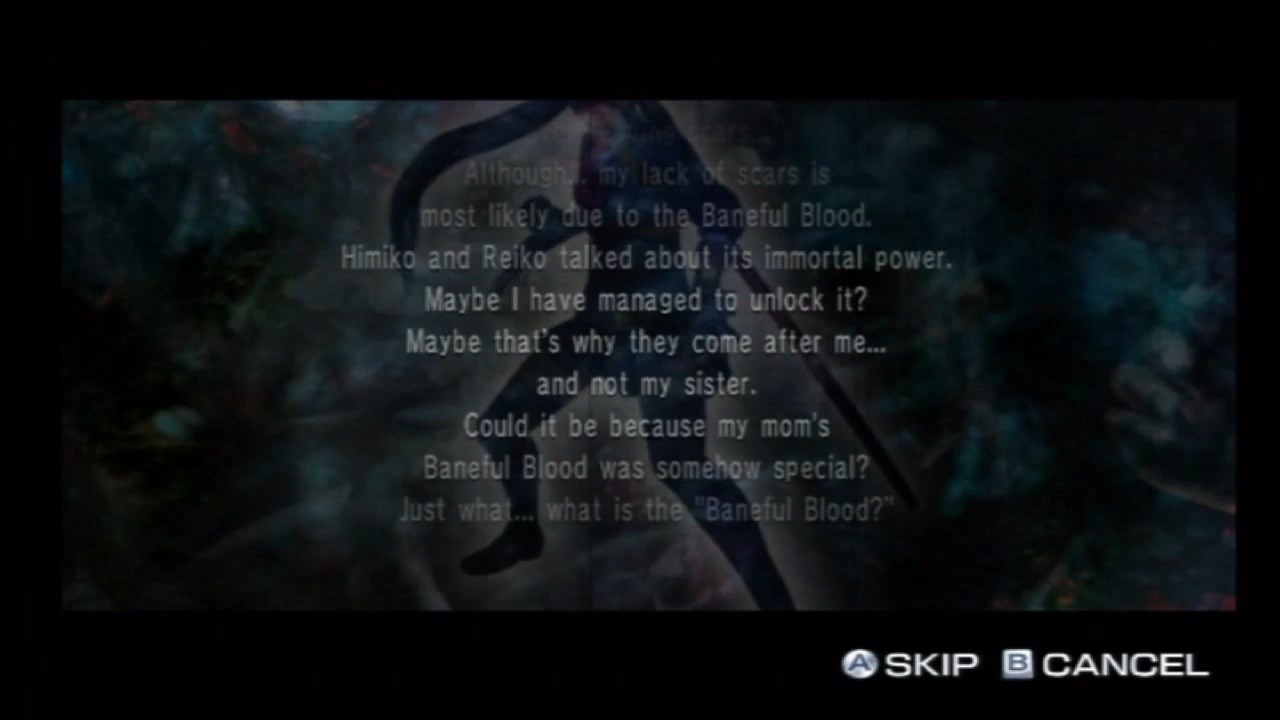 Although... my lack of scars is
most likely due to the Baneful Blood.
Himiko and Reiko talked about its immortal power.
Maybe I have managed to unlock it?
Maybe that's why they come after me...
and not my sister.
Could it be because my mom's
Baneful Blood was somehow special?
Just what... what is the "Baneful Blood?"
A SKIP B CANCEL